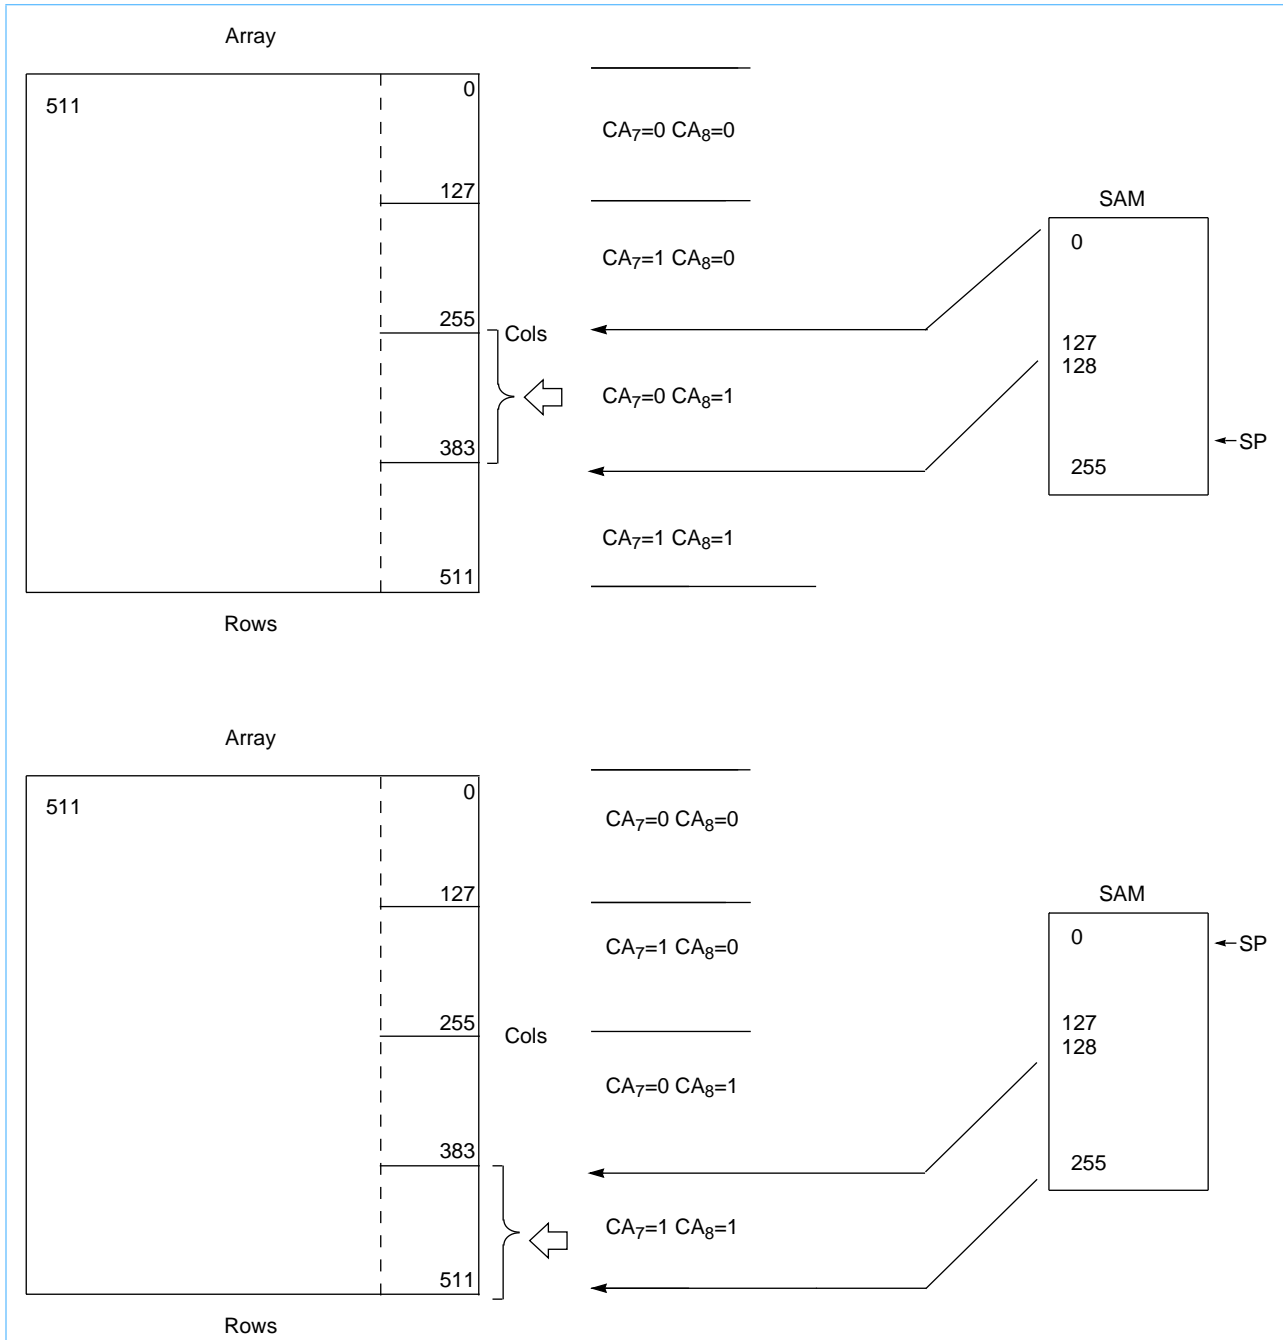 Array
0
511
CA7=0 CA8=0
127
SAM
CA7=1 CA8=0
0
255
Cols
127
128
CA7=0 CA8=1
383
SP
255
CA7=1 CA8=1
511
Rows
Array
0
511
CA7=0 CA8=0
127
SAM
CA7=1 CA8=0
0
SP
255
Cols
127
128
CA7=0 CA8=1
383
255
CA7=1 CA8=1
511
Rows